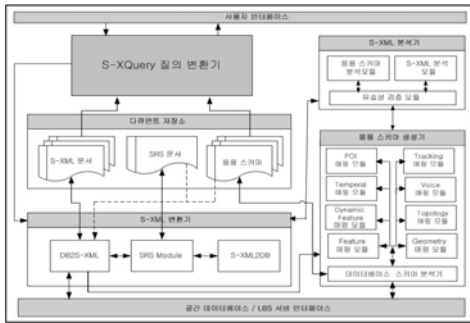 사용자 인터페이스
S-XQuery 질의 변환기
S-XML 분석기
응용 스키마
분석모듈
S-XML 분석
모듈
유효성 검증 모듈
다큐먼트 저장소
S-XML 문서
SRS 문서
응용 스키마
응용 스키마 생성기
POI
매핑 모듈
Tracking
매핑 모듈
Temporal
매핑 모듈
Voice
매핑 모듈
Dynamic
Feature
매핑 모듈
Topology
매핑 모듈
Feature
매핑 모듈
Geometry
매핑 모듈
데이터베이스 스키마 분석기
S-XML 변환기
DB2S-XML
SRS Module
S-XML2DB
공간 데이터베이스 / LBS 서버 인터페이스